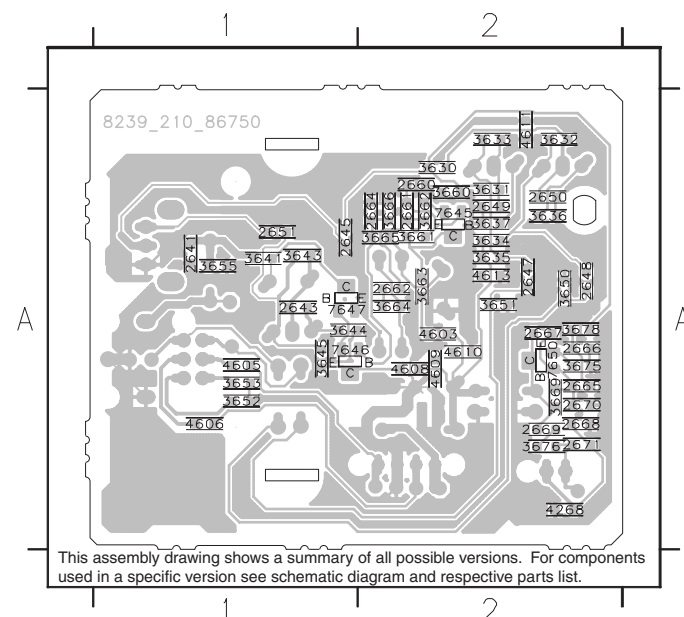 1 2
8239_210_86750
4611
3633 3632
3630
2660 3660 3631
2664 3666 2661 3662
2650
7645 2649
3636
E B 3637
C
2651 2645 3665 3661 3634
2641
3641 3643 3635
3655 3663 4613 2647 3650 2648
C 2662
B E
2643 7647 3664 3651
A A
3644 4603 2667 3678
3645 7646 4610 E 2666
E B 4609 C 7650
4605 C 4608 B 3675
3653 3669 2665
3652 2670
4606 2669 2668
3676 2671
4268
This assembly drawing shows a summary of all possible versions. For components
used in a specific version see schematic diagram and respective parts list.
1 2